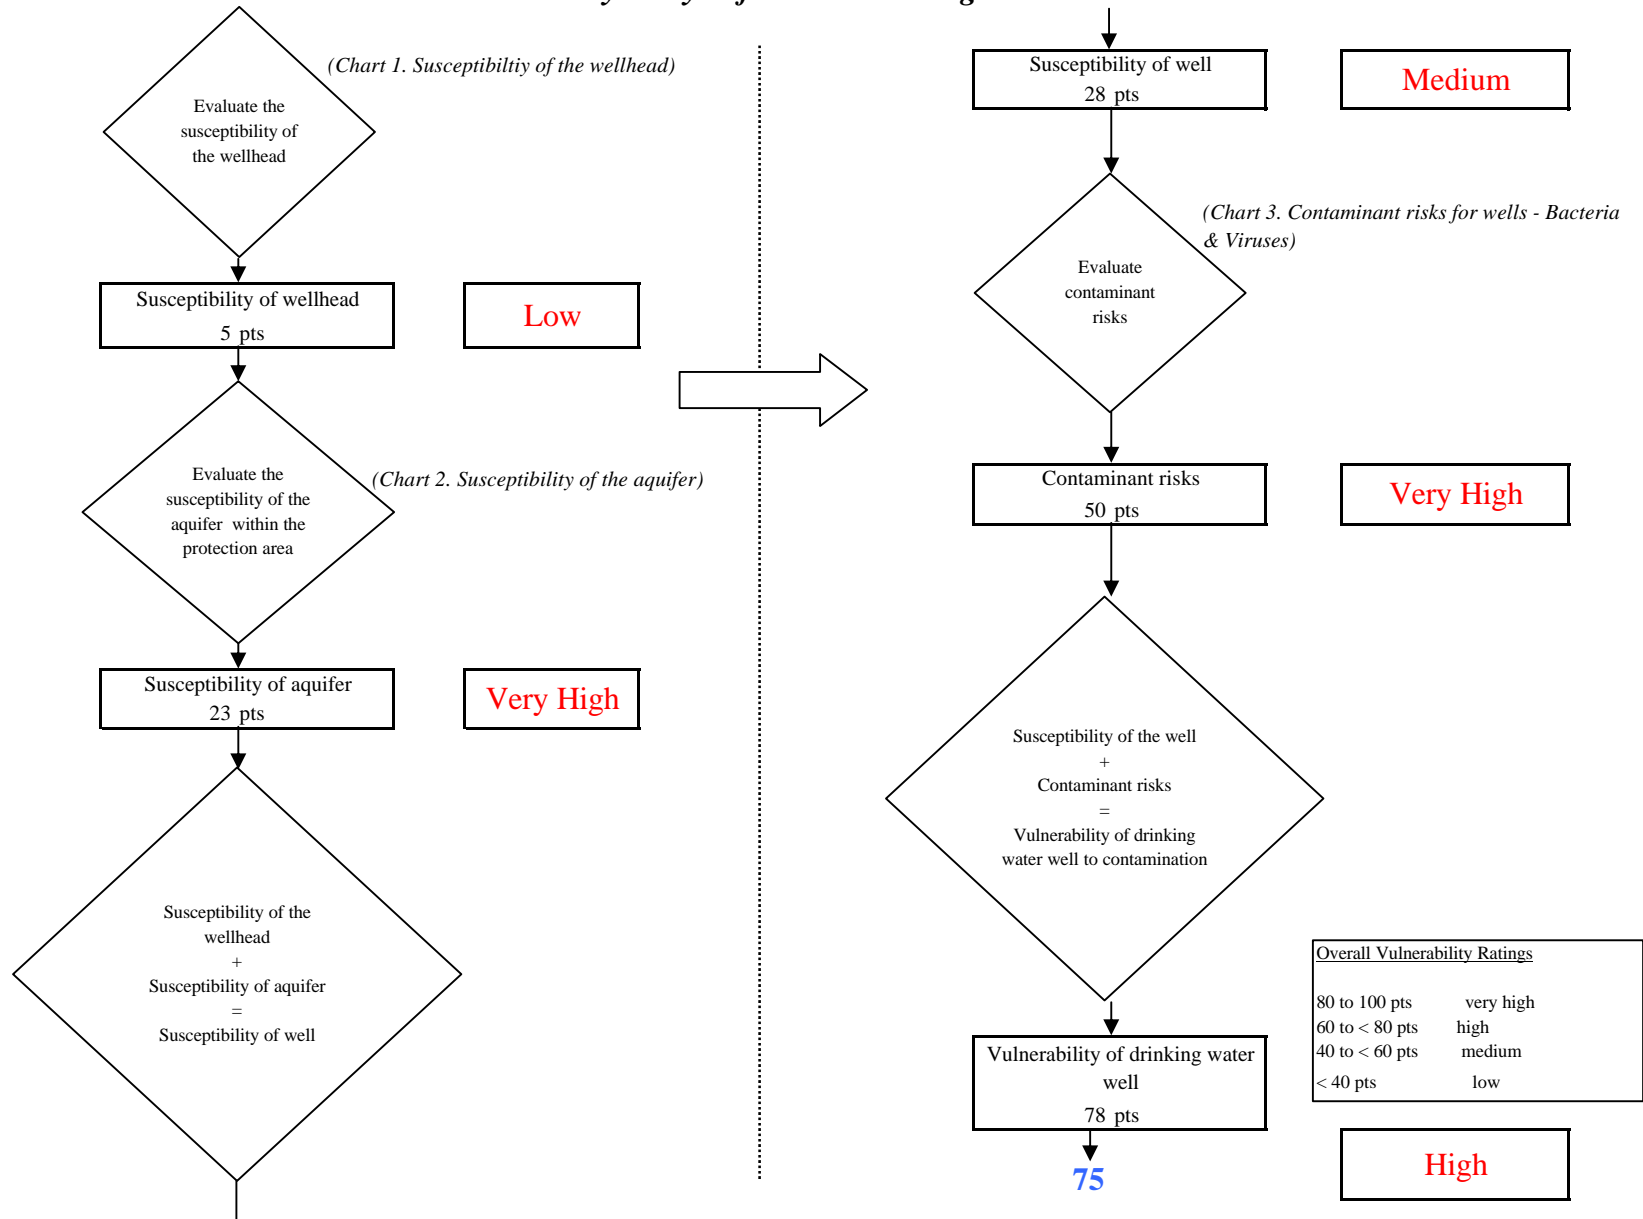 (Chart 1. Susceptibiltiy of the wellhead)
Evaluate the
susceptibility of
the wellhead
Susceptibility of wellhead
5 pts
Low
Evaluate the
susceptibility of the
aquifer within the
protection area
(Chart 2. Susceptibility of the aquifer)
Susceptibility of aquifer
23 pts
Very High
Susceptibility of the
wellhead
+
Susceptibility of aquifer
=
Susceptibility of well
Susceptibility of well
28 pts
Medium
(Chart 3. Contaminant risks for wells - Bacteria
& Viruses)
Evaluate
contaminant
risks
Contaminant risks
50 pts
Very High
Susceptibility of the well
+
Contaminant risks
=
Vulnerability of drinking
water well to contamination
Overall Vulnerability Ratings
80 to 100 pts very high
60 to < 80 pts high
40 to < 60 pts medium
< 40 pts low
Vulnerability of drinking water
well
78 pts
75
High